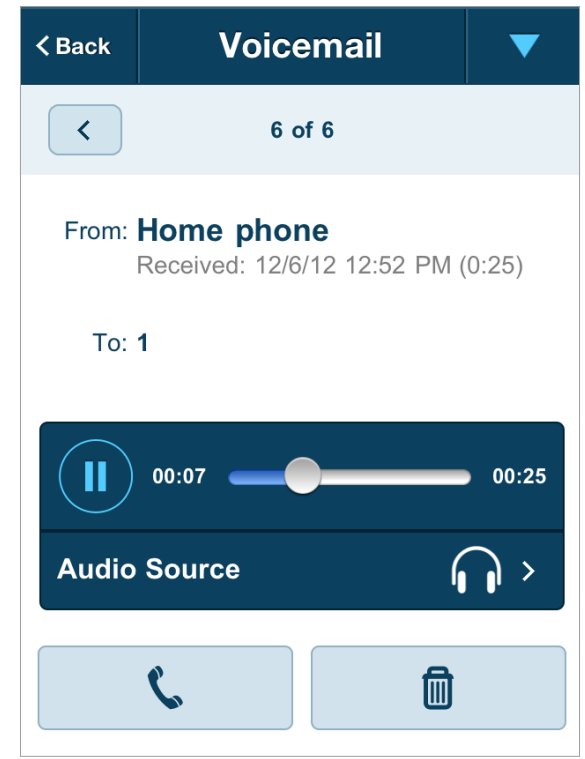 Back Voicemail
6 of 6
From: Home phone
Received: 12/6/12 12:52 PM (0:25)
To: 1
00:07 00:25
Audio Source